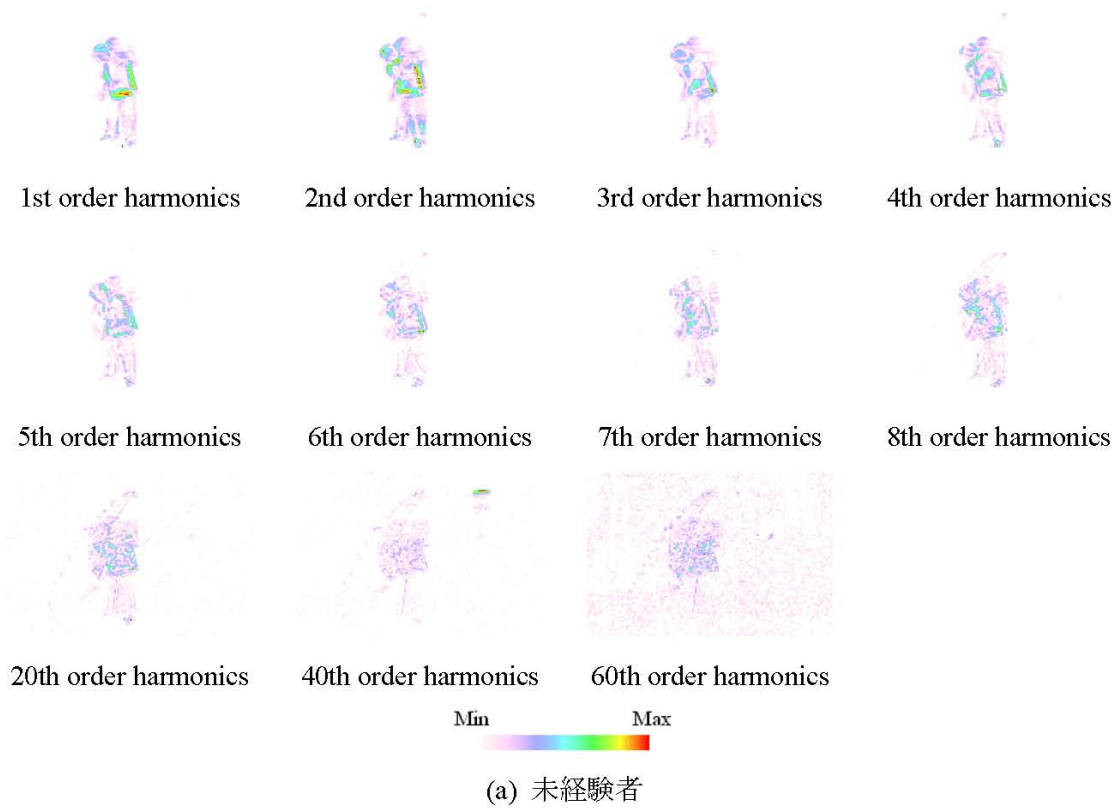 1st order harmonics 2nd order harmonics 3rd order harmonics 4th order harmonics
5th order harmonics 6th order harmonics 7th order harmonics 8th order harmonics
20th order harmonics 40th order harmonics 60th order harmonics
Min Max
(a) 未経験者